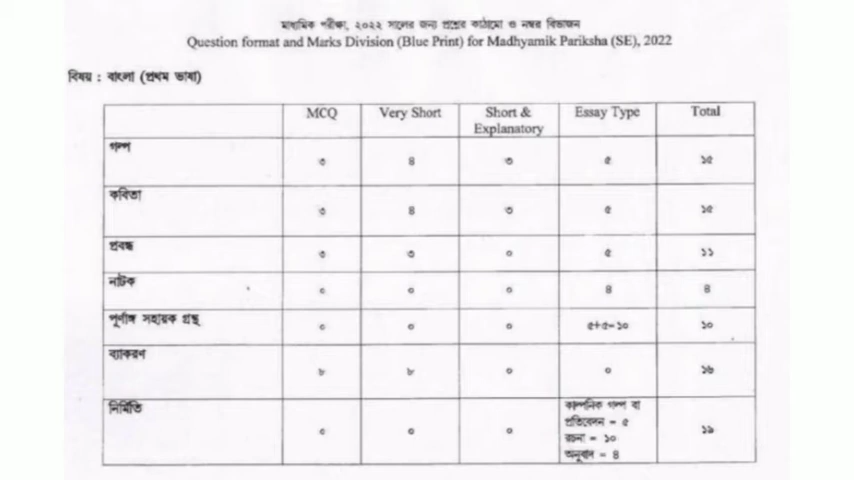 মাধ্যমিক পরীক্ষা, ২০২২ সালের জন্য প্রশ্নের কাঠামো ও নম্বর বিভাজন
Question format and Marks Division (Blue Print) for Madhyamik Pariksha (SE), 2022
বিষয় : বাংলা (প্রথম ভাষা)
MCQ Very Short Short & Explanatory Essay Type Total
গল্প ৩ ৪ ৩ ৫ ১৫
কবিতা ৩ ৪ ৩ ৫ ১৫
প্রবন্ধ ৩ ৩ ০ ৫ ১১
নাটক ০ ০ ০ ৪ ৪
পূর্ণাঙ্গ সহায়ক গ্রন্থ ০ ০ ০ ৫+৫=১০ ১০
ব্যাকরণ ৮ ৮ ০ ০ ১৬
নির্মিতি ০ ০ ০ কাল্পনিক গল্প বা
প্রতিবেদন = ৫
রচনা = ১০
অনুবাদ = ৪
১৯